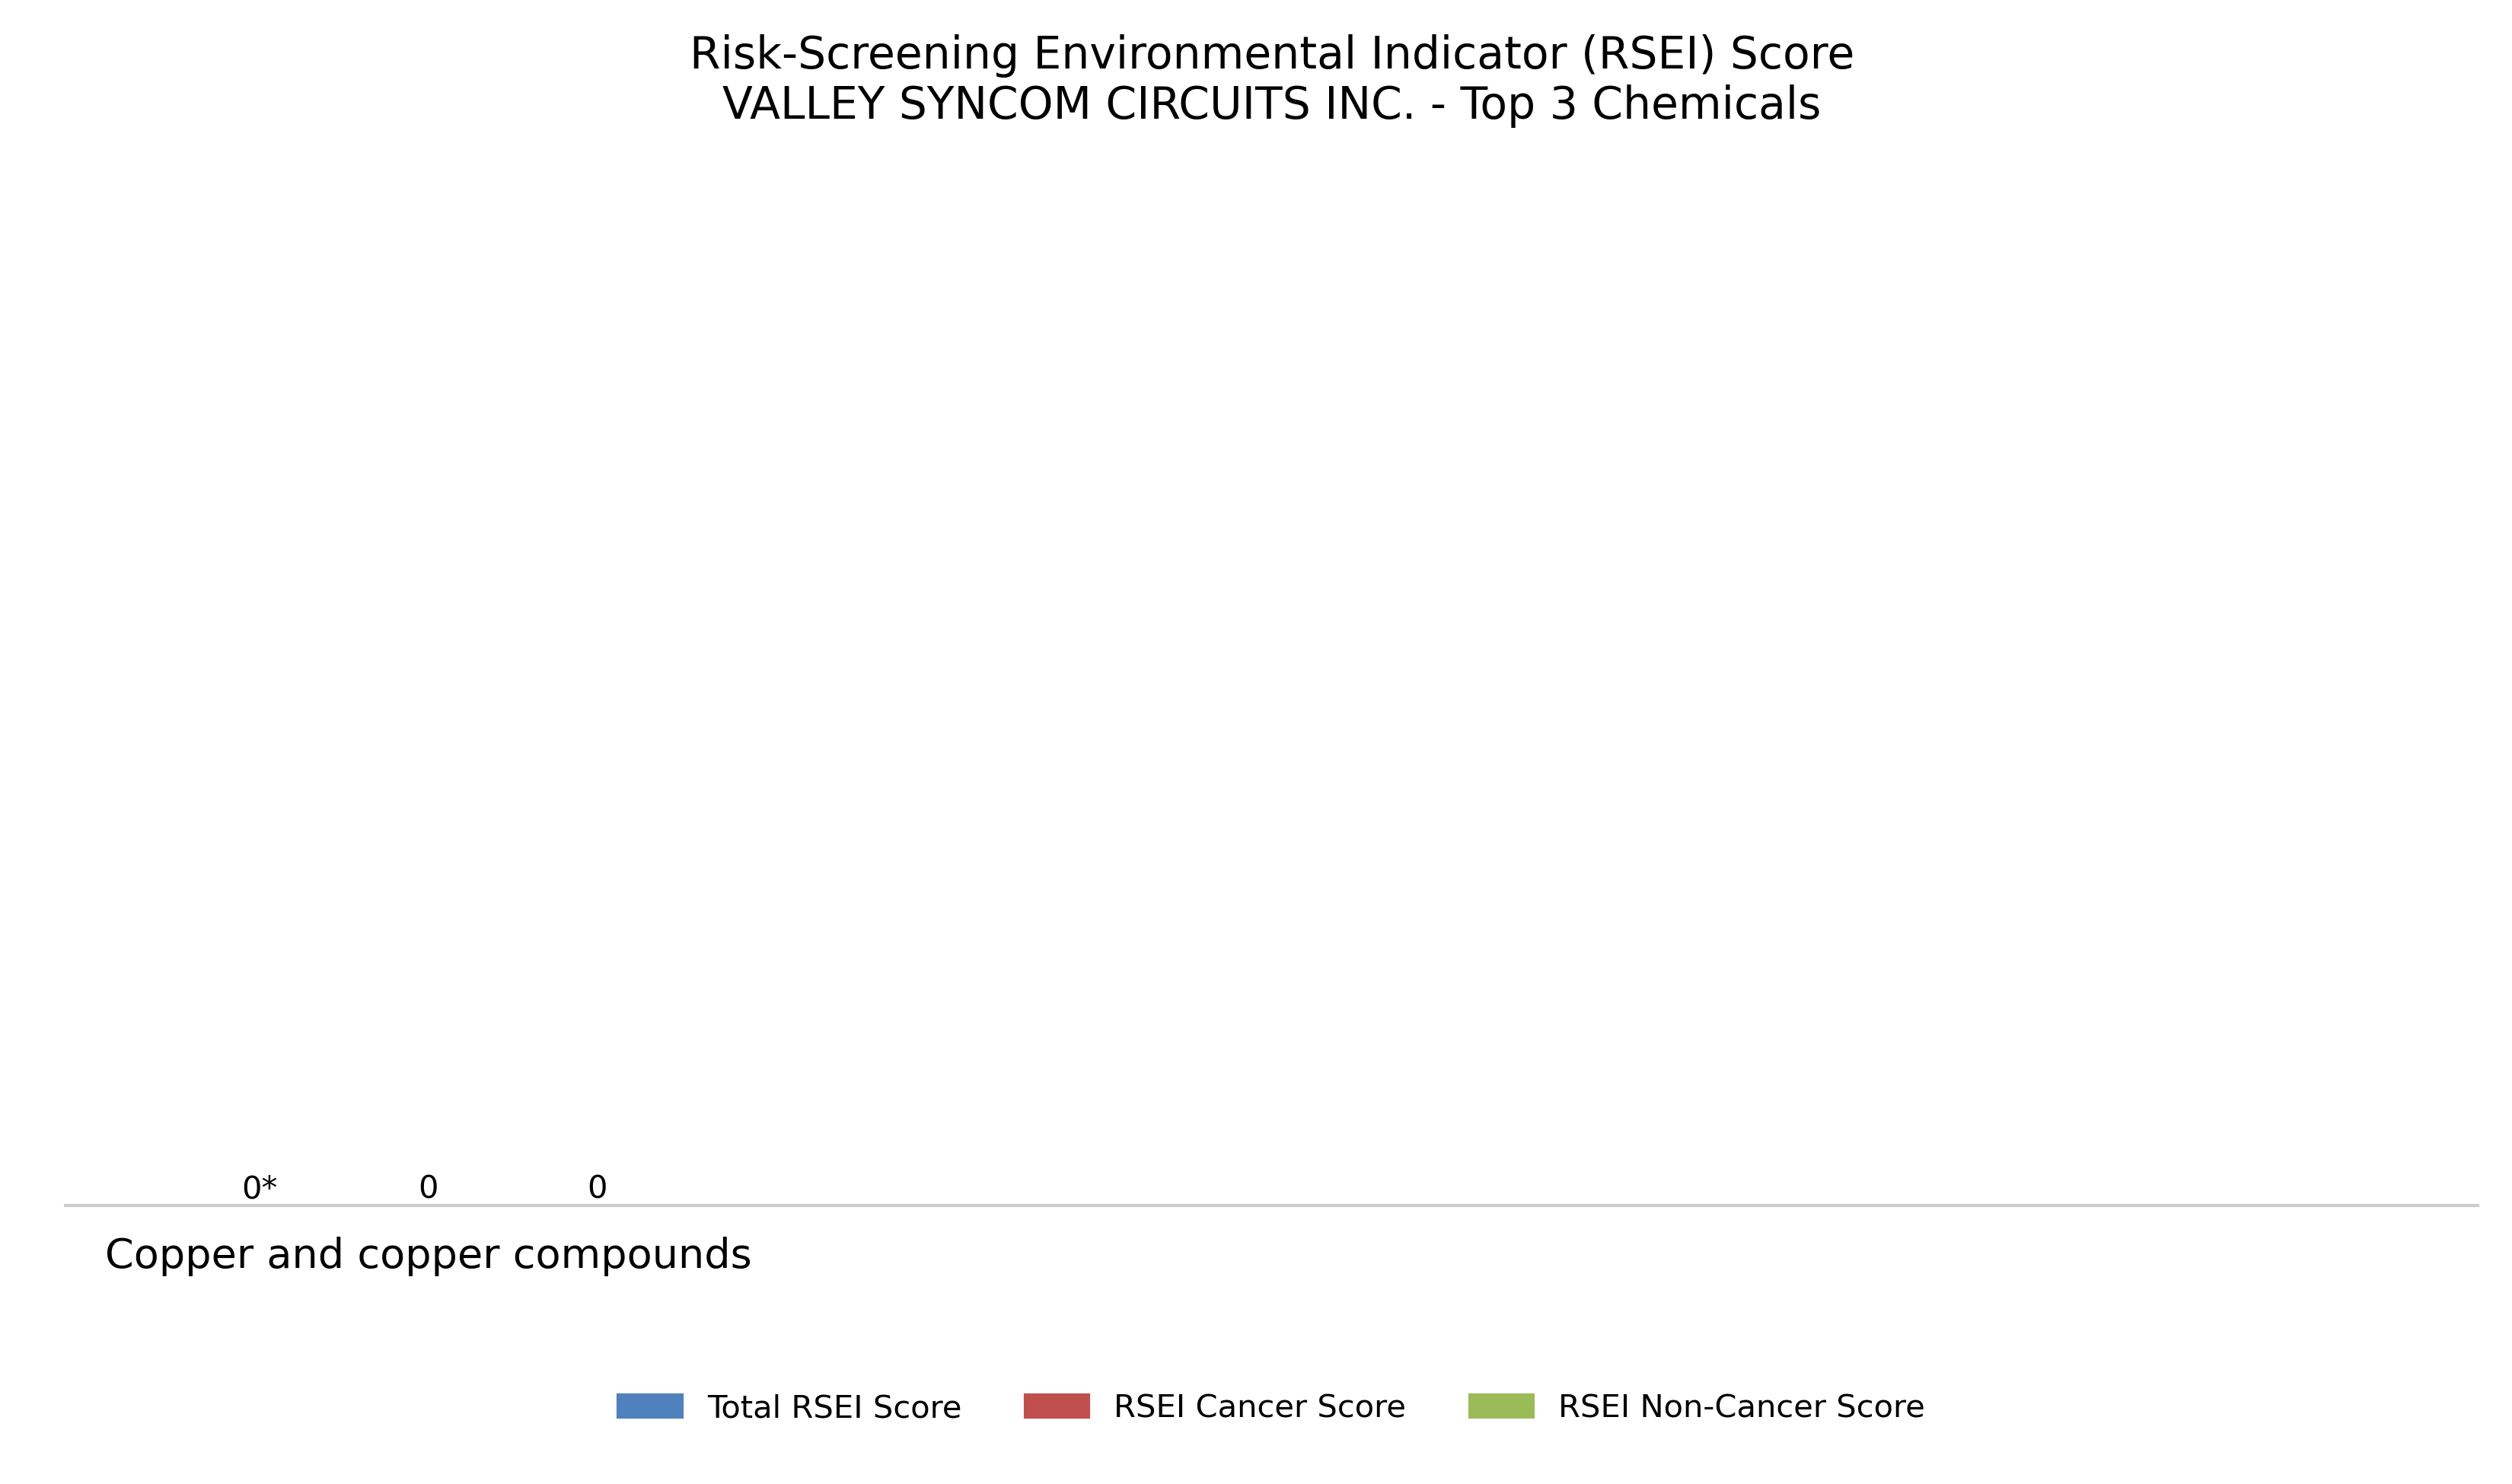 Risk-Screening Environmental Indicator (RSEI) Score
VALLEY SYNCOM CIRCUITS INC. - Top 3 Chemicals
0* 0 0
Copper and copper compounds
Total RSEI Score RSEI Cancer Score RSEI Non-Cancer Score